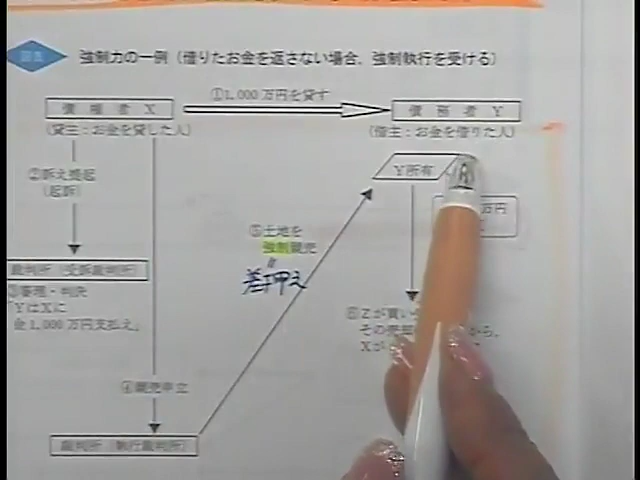 強制力の一例（借りたお金を返さない場合、強制執行を受ける）
①1,000万円を貸す
債権者X
債務者Y
（貸主：お金を貸した人）
（借主：お金を借りた人）
②訴え提起
（起訴）
Y所有
万円
⑤土地を
強制競売
差押え
裁判所（受訴裁判所）
③審理・判決
「YはXに
金1,000万円支払え」
⑥Zが買い
その売
から、
Xが
④競売申立
裁判所（執行裁判所）